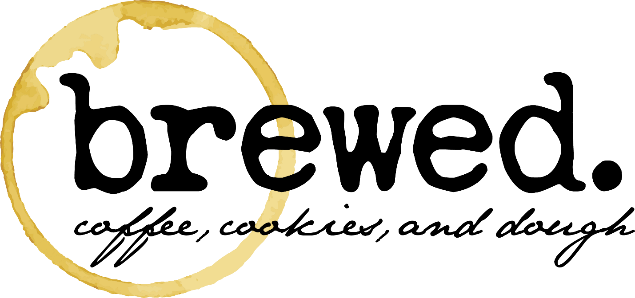 brewed.
coffee, cookies, and dough